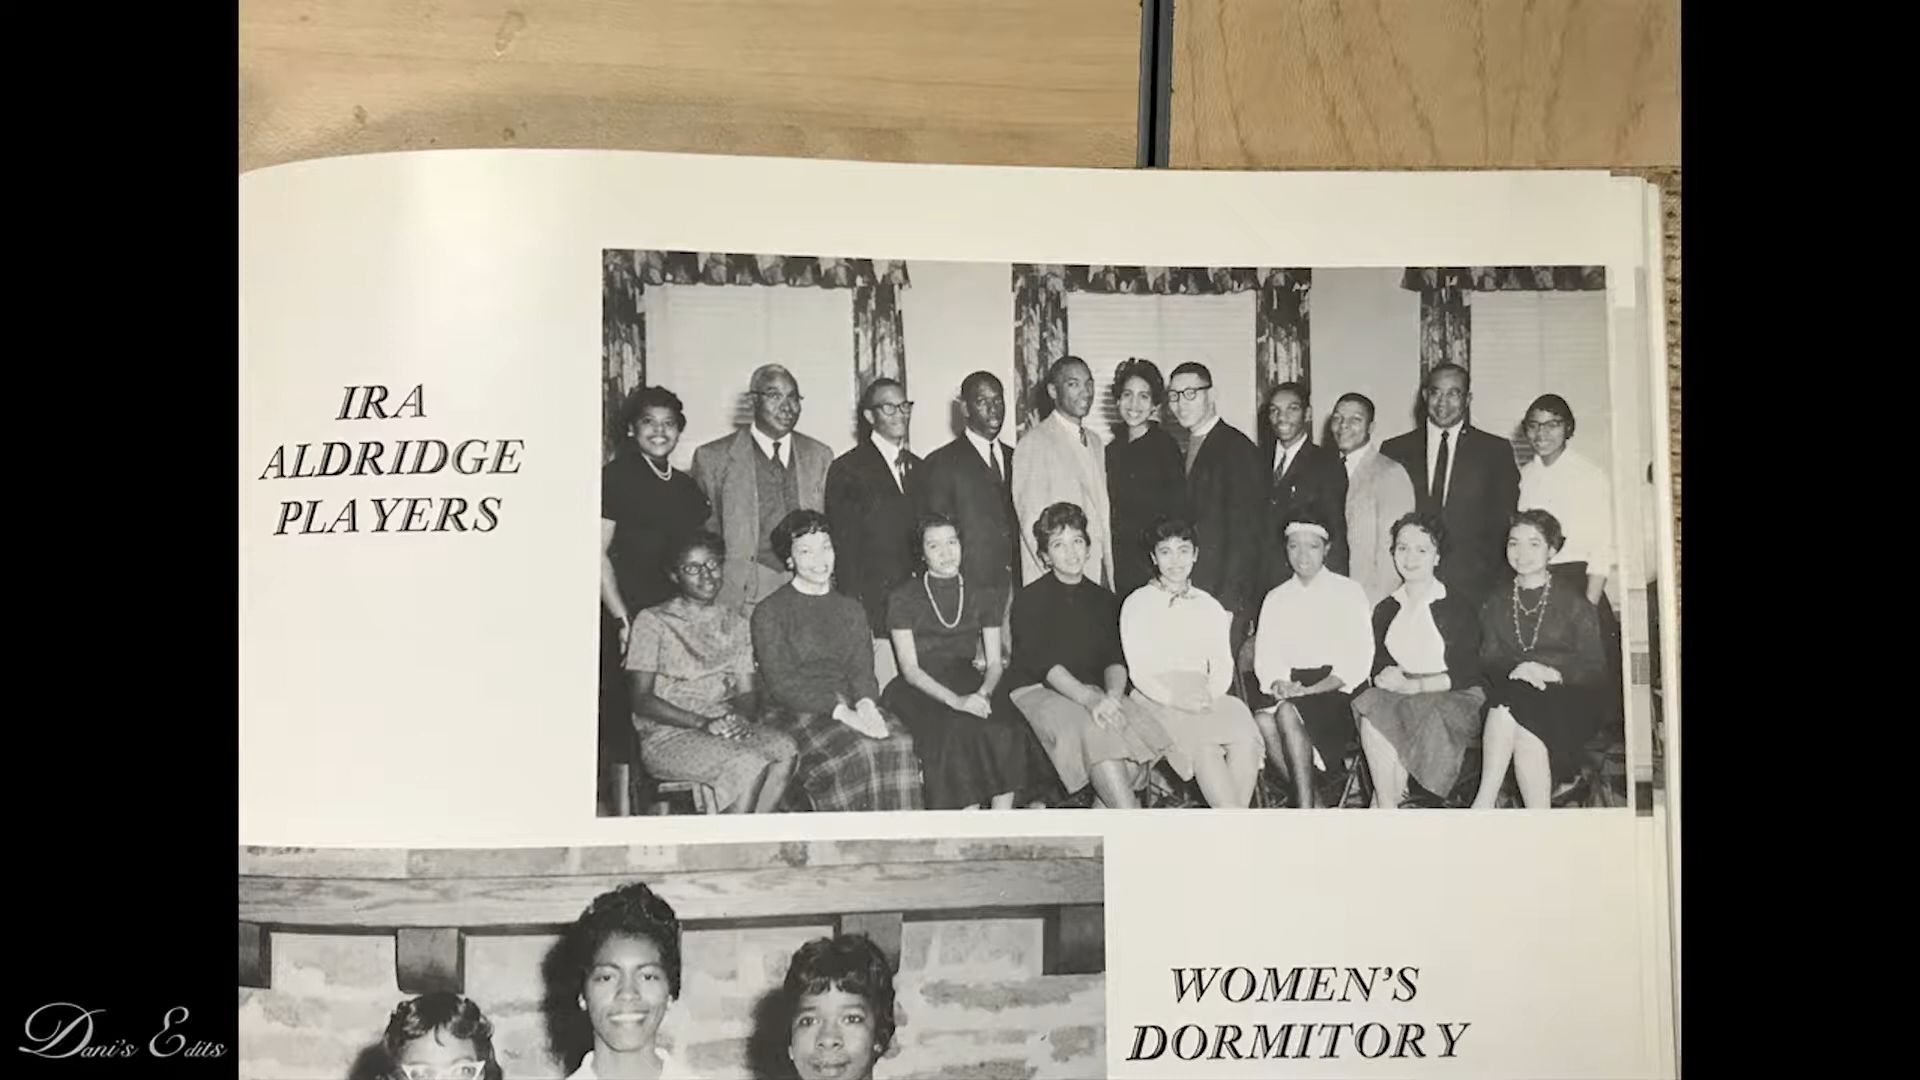 IRA
ALDRIDGE
PLAYERS
WOMEN'S
DORMITORY
Dani's Edits